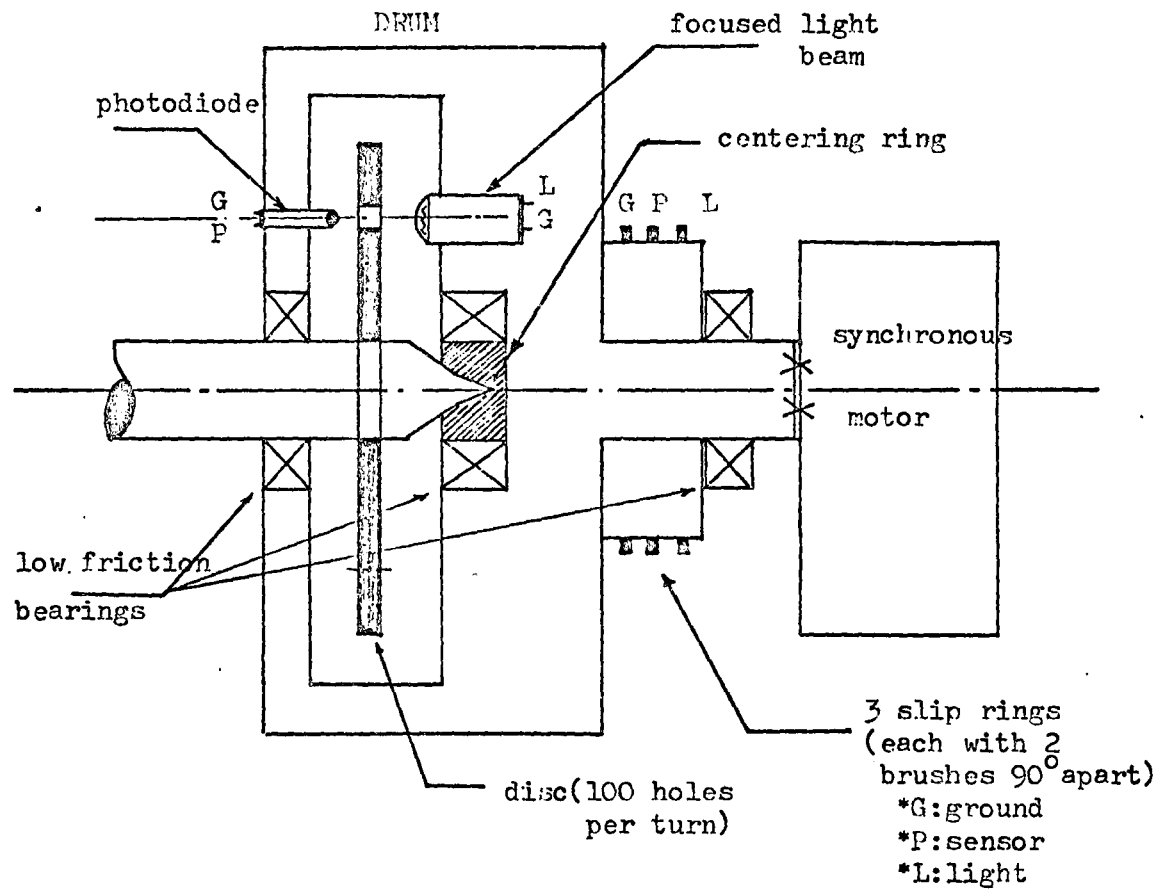 DRUM
focused light
beam
photodiode
centering ring
G
P
L
G
G P L
synchronous
motor
low friction
bearings
disc(100 holes
per turn)
3 slip rings
(each with 2
brushes 90° apart)
*G:ground
*P:sensor
*L:light